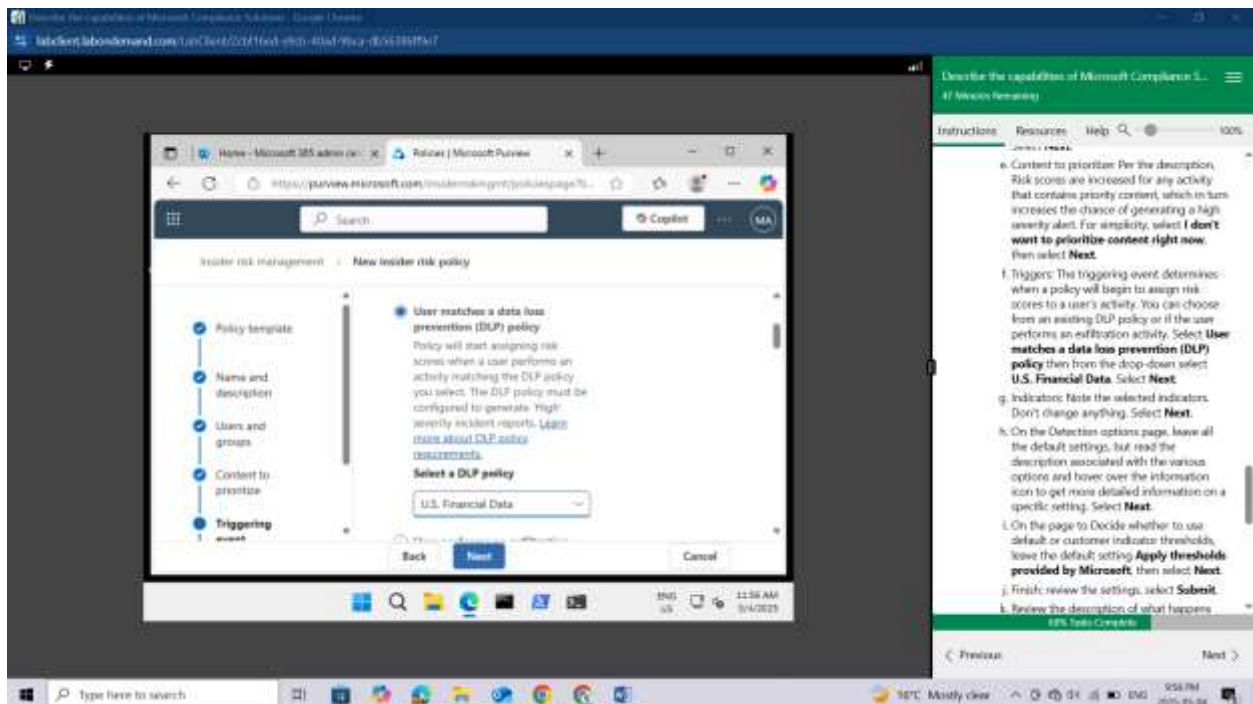 Describe the capabilities of Microsoft Compliance Solutions - Google Chrome
labclient.labondemand.com/LabClient/
Describe the capabilities of Microsoft Compliance S...
47 Minutes Remaining
Instructions Resources Help 100%
Home - Microsoft 365 admin ce
Policies | Microsoft Purview
https://purview.microsoft.com/insiderriskmgmt/policiespage?
Search
Copilot
MA
Insider risk management
New insider risk policy
Policy template
Name and
description
Users and
groups
Content to
prioritize
Triggering
event
User matches a data loss
prevention (DLP) policy
Policy will start assigning risk
scores when a user performs an
activity matching the DLP policy
you select. The DLP policy must be
configured to generate 'High'
severity incident reports. Learn
more about DLP policy
requirements.
Select a DLP policy
U.S. Financial Data
Back Next Cancel
ENG
US
11:56 AM
5/4/2025
select Next.
e. Content to prioritize: Per the description,
Risk scores are increased for any activity
that contains priority content, which in turn
increases the chance of generating a high
severity alert. For simplicity, select I don't
want to prioritize content right now,
then select Next.
f. Triggers: The triggering event determines
when a policy will begin to assign risk
scores to a user's activity. You can choose
from an existing DLP policy or if the user
performs an exfiltration activity. Select User
matches a data loss prevention (DLP)
policy then from the drop-down select
U.S. Financial Data. Select Next.
g. Indicators: Note the selected indicators.
Don't change anything. Select Next.
h. On the Detection options page, leave all
the default settings, but read the
description associated with the various
options and hover over the information
icon to get more detailed information on a
specific setting. Select Next.
i. On the page to Decide whether to use
default or customer indicator thresholds,
leave the default setting Apply thresholds
provided by Microsoft, then select Next.
j. Finish: review the settings, select Submit.
k. Review the description of what happens
68% Tasks Complete
Previous Next
Type here to search
Mostly clear
ENG
9:56 PM